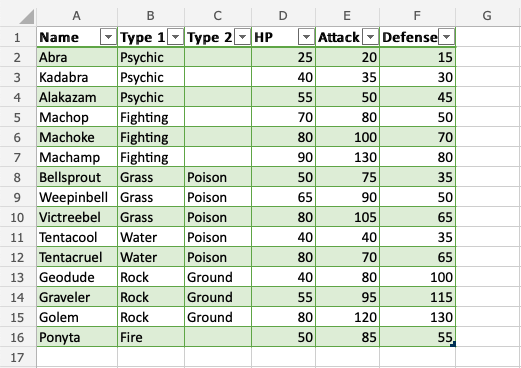 A B C D E F G
1 Name Type 1 Type 2 HP Attack Defense
2 Abra Psychic 25 20 15
3 Kadabra Psychic 40 35 30
4 Alakazam Psychic 55 50 45
5 Machop Fighting 70 80 50
6 Machoke Fighting 80 100 70
7 Machamp Fighting 90 130 80
8 Bellsprout Grass Poison 50 75 35
9 Weepinbell Grass Poison 65 90 50
10 Victreebel Grass Poison 80 105 65
11 Tentacool Water Poison 40 40 35
12 Tentacruel Water Poison 80 70 65
13 Geodude Rock Ground 40 80 100
14 Graveler Rock Ground 55 95 115
15 Golem Rock Ground 80 120 130
16 Ponyta Fire 50 85 55
17